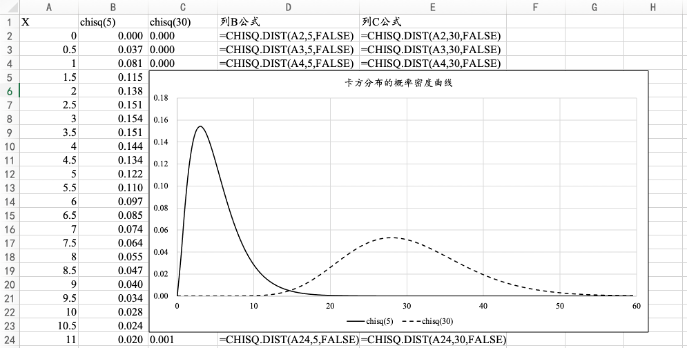 A B C D E F G H
1 X chisq(5) chisq(30) 列B公式 列C公式
2 0 0.000 0.000 =CHISQ.DIST(A2,5,FALSE) =CHISQ.DIST(A2,30,FALSE)
3 0.5 0.037 0.000 =CHISQ.DIST(A3,5,FALSE) =CHISQ.DIST(A3,30,FALSE)
4 1 0.081 0.000 =CHISQ.DIST(A4,5,FALSE) =CHISQ.DIST(A4,30,FALSE)
5 1.5 0.115
6 2 0.138
7 2.5 0.151
8 3 0.154
9 3.5 0.151
10 4 0.144
11 4.5 0.134
12 5 0.122
13 5.5 0.110
14 6 0.097
15 6.5 0.085
16 7 0.074
17 7.5 0.064
18 8 0.055
19 8.5 0.047
20 9 0.040
21 9.5 0.034
22 10 0.028
23 10.5 0.024
24 11 0.020 0.001 =CHISQ.DIST(A24,5,FALSE) =CHISQ.DIST(A24,30,FALSE)
卡方分布的概率密度曲线
0.18
0.16
0.14
0.12
0.10
0.08
0.06
0.04
0.02
0.00
0 10 20 30 40 50 60
chisq(5) chisq(30)